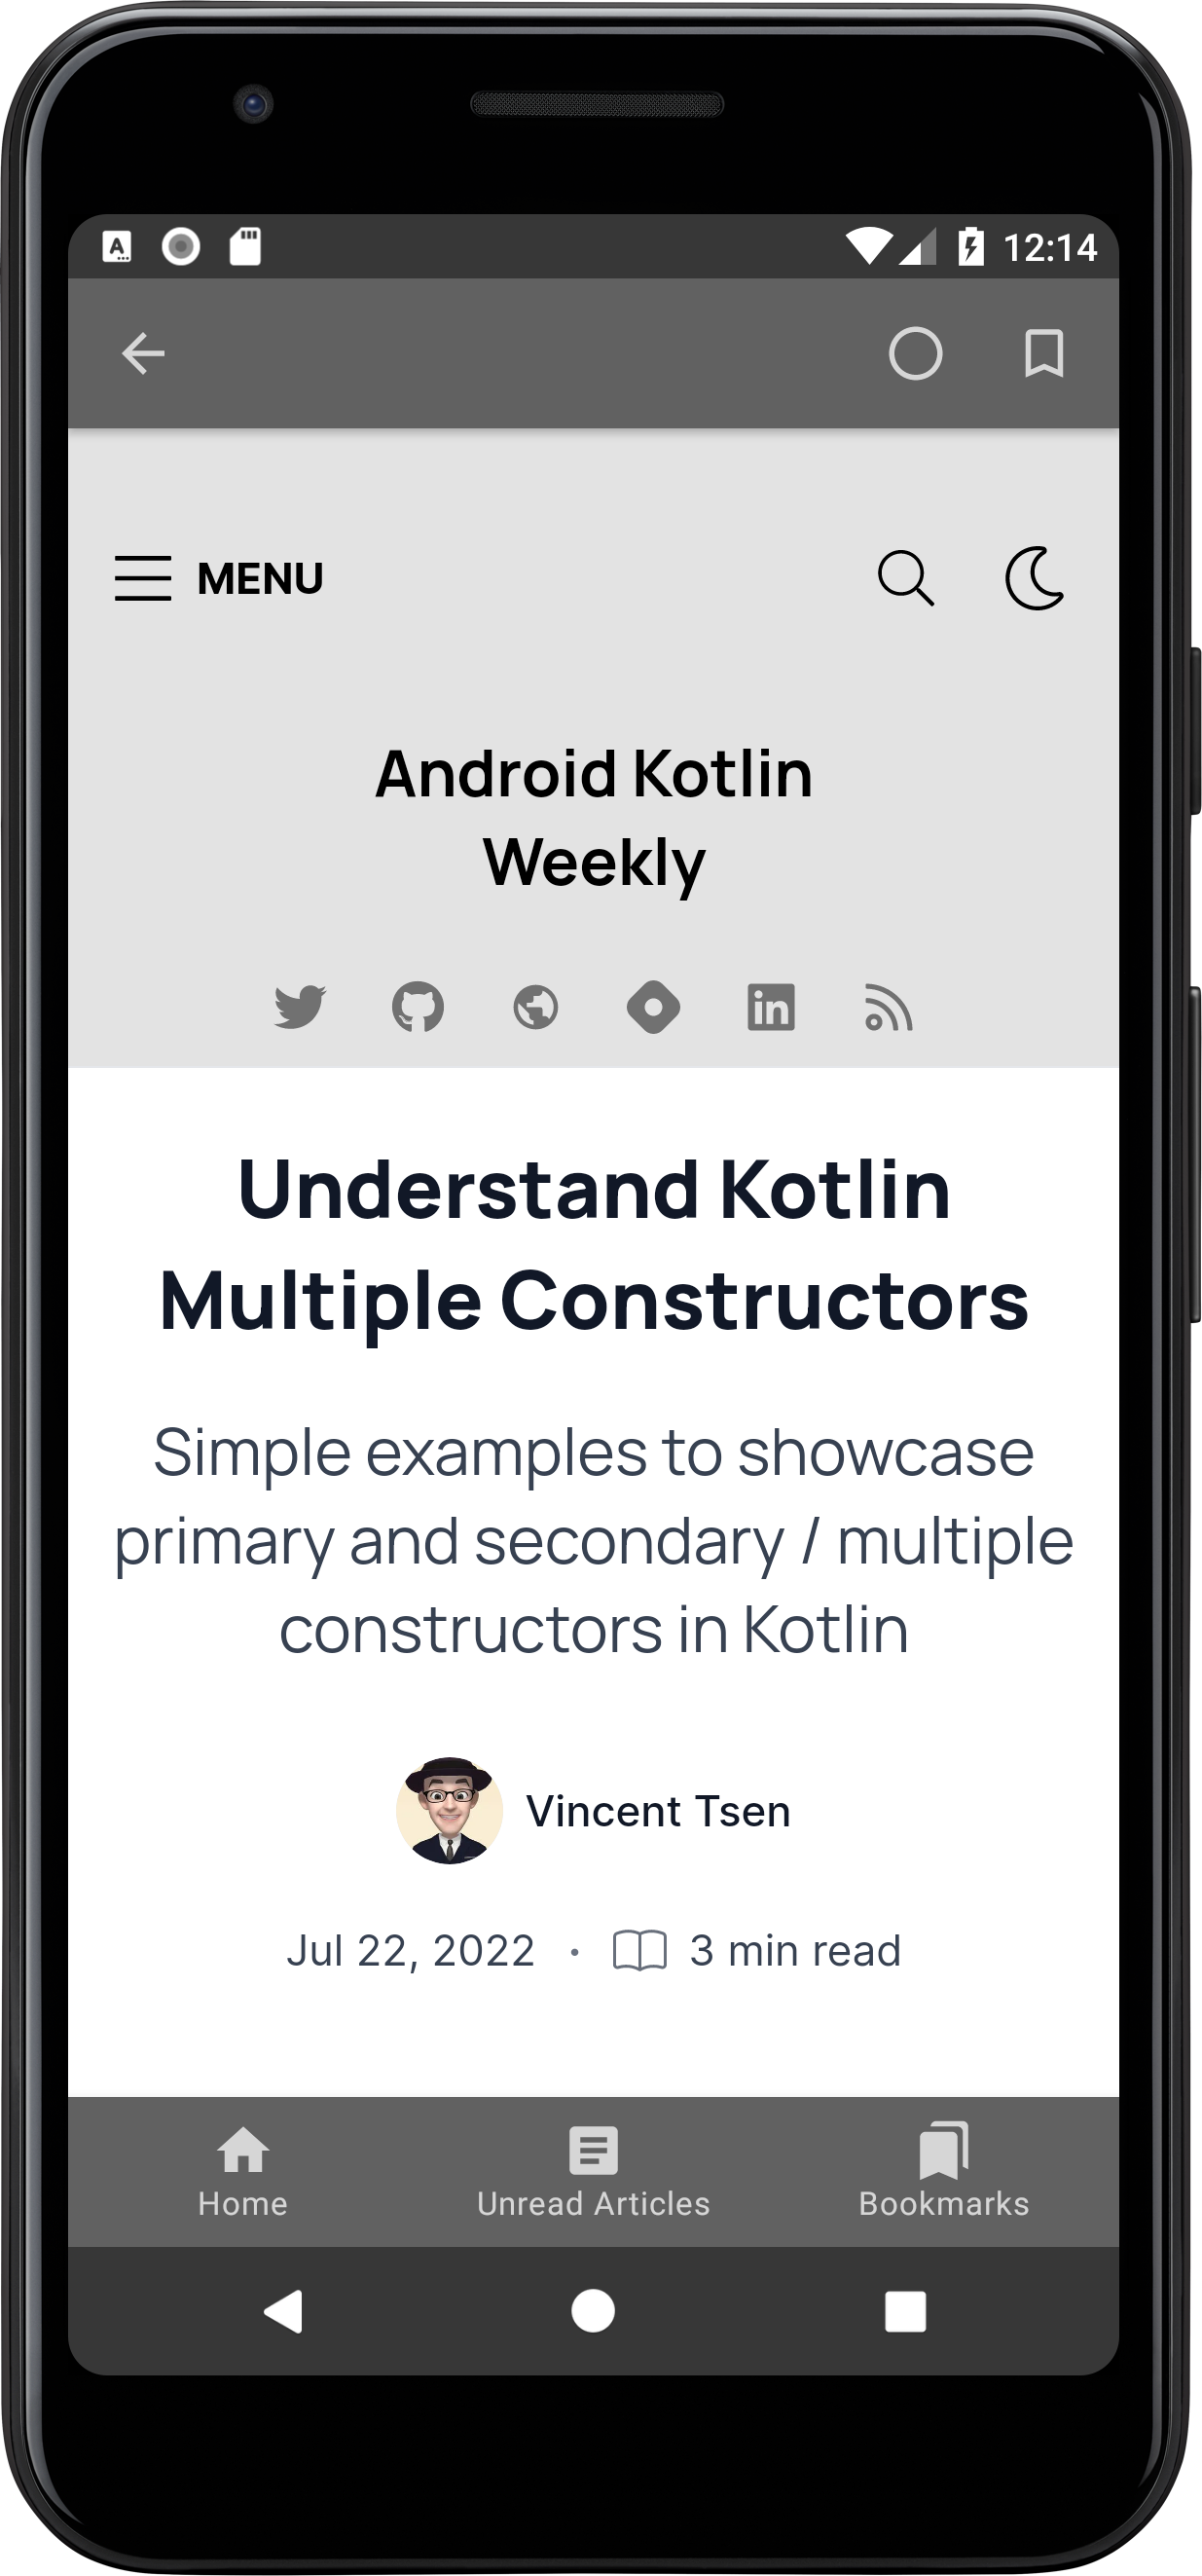 12:14
MENU
Android Kotlin
Weekly
Understand Kotlin
Multiple Constructors
Simple examples to showcase
primary and secondary / multiple
constructors in Kotlin
Vincent Tsen
Jul 22, 2022 · 3 min read
Home
Unread Articles
Bookmarks